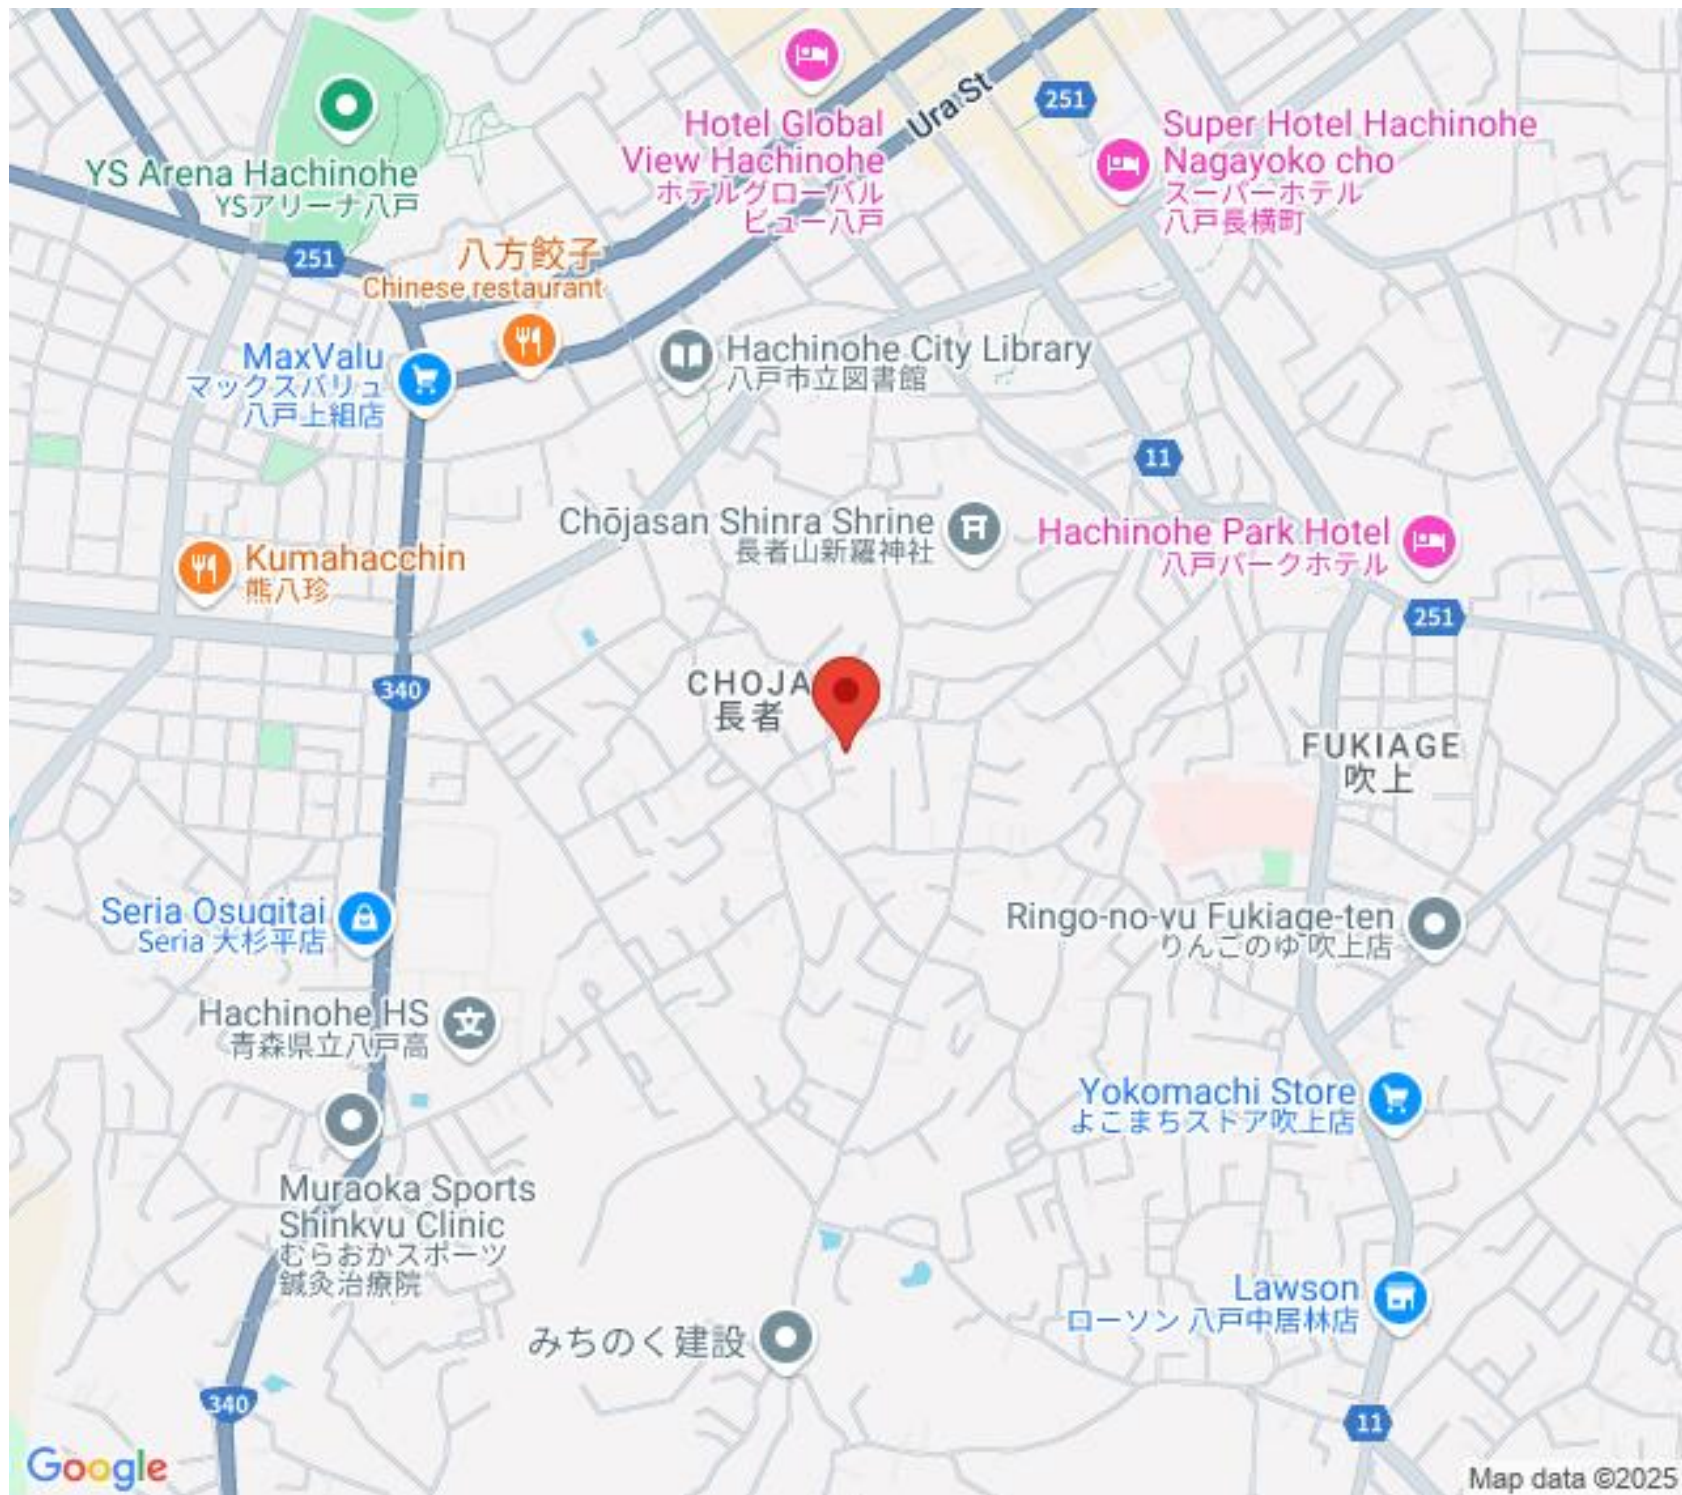 Ura St
251
Hotel Global
View Hachinohe
ホテルグローバル
ビュー八戸
Super Hotel Hachinohe
Nagayoko cho
スーパーホテル
八戸長横町
YS Arena Hachinohe
YSアリーナ八戸
251
八方餃子
Chinese restaurant
MaxValu
マックスバリュ
八戸上組店
Hachinohe City Library
八戸市立図書館
11
Chōjasan Shinra Shrine
長者山新羅神社
Hachinohe Park Hotel
八戸パークホテル
Kumahacchin
熊八珍
251
340
CHOJA
長者
FUKIAGE
吹上
Seria Osugitai
Seria 大杉平店
Ringo-no-yu Fukiage-ten
りんごのゆ 吹上店
Hachinohe HS
青森県立八戸高
文
Yokomachi Store
よこまちストア吹上店
Muraoka Sports
Shinkyu Clinic
むらおかスポーツ
鍼灸治療院
Lawson
ローソン 八戸中居林店
みちのく建設
340
11
Google
Map data ©2025